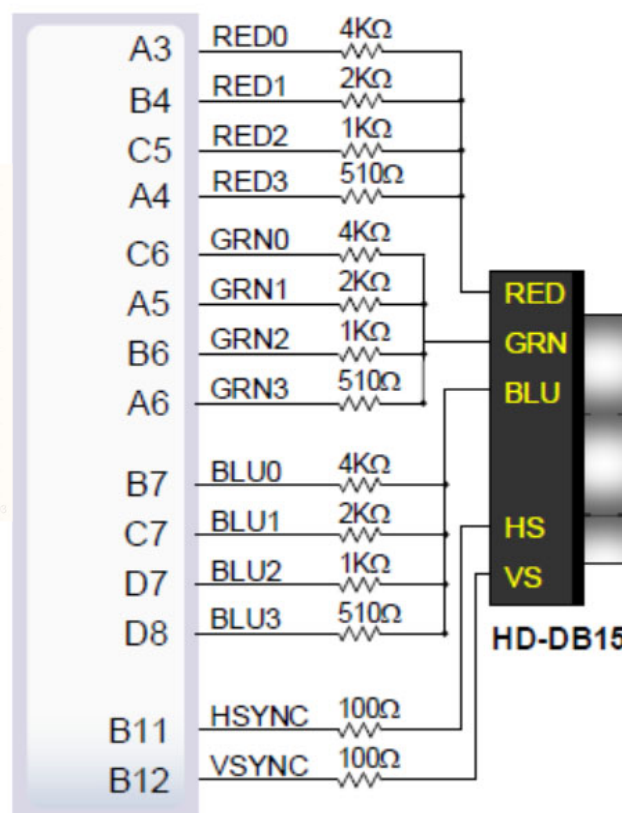 A3 RED0 4KΩ
B4 RED1 2KΩ
C5 RED2 1KΩ
A4 RED3 510Ω
C6 GRN0 4KΩ
A5 GRN1 2KΩ
B6 GRN2 1KΩ
A6 GRN3 510Ω
B7 BLU0 4KΩ
C7 BLU1 2KΩ
D7 BLU2 1KΩ
D8 BLU3 510Ω
B11 HSYNC 100Ω
B12 VSYNC 100Ω
RED
GRN
BLU
HS
VS
HD-DB15